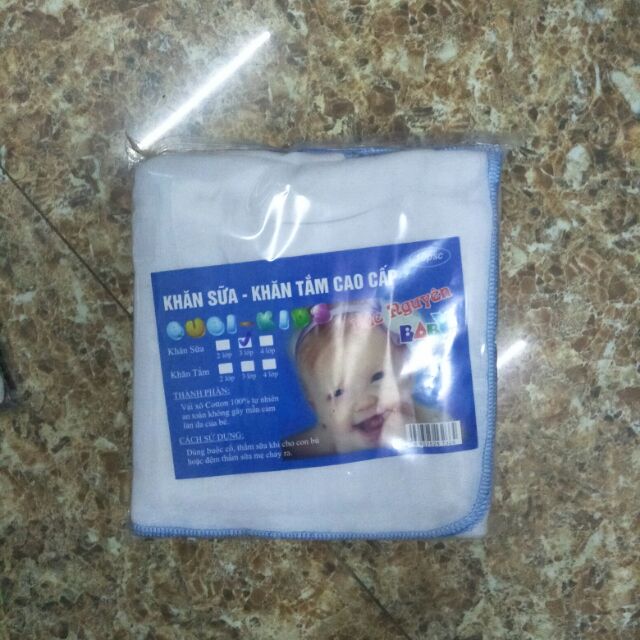 KHĂN SỮA - KHĂN TẮM CAO CẤP
Nguyên
Khăn Sữa
2 lớp 3 lớp 4 lớp
Khăn Tắm
2 lớp 3 lớp 4 lớp
THÀNH PHẦN:
Vải sợ Cotton 100% tự nhiên
an toàn không gây mẫn cảm
làn da của bé.
CÁCH SỬ DỤNG:
Dùng buộc cổ, thấm sữa khi cho con bú
hoặc đệm thấm sữa mẹ chảy ra.